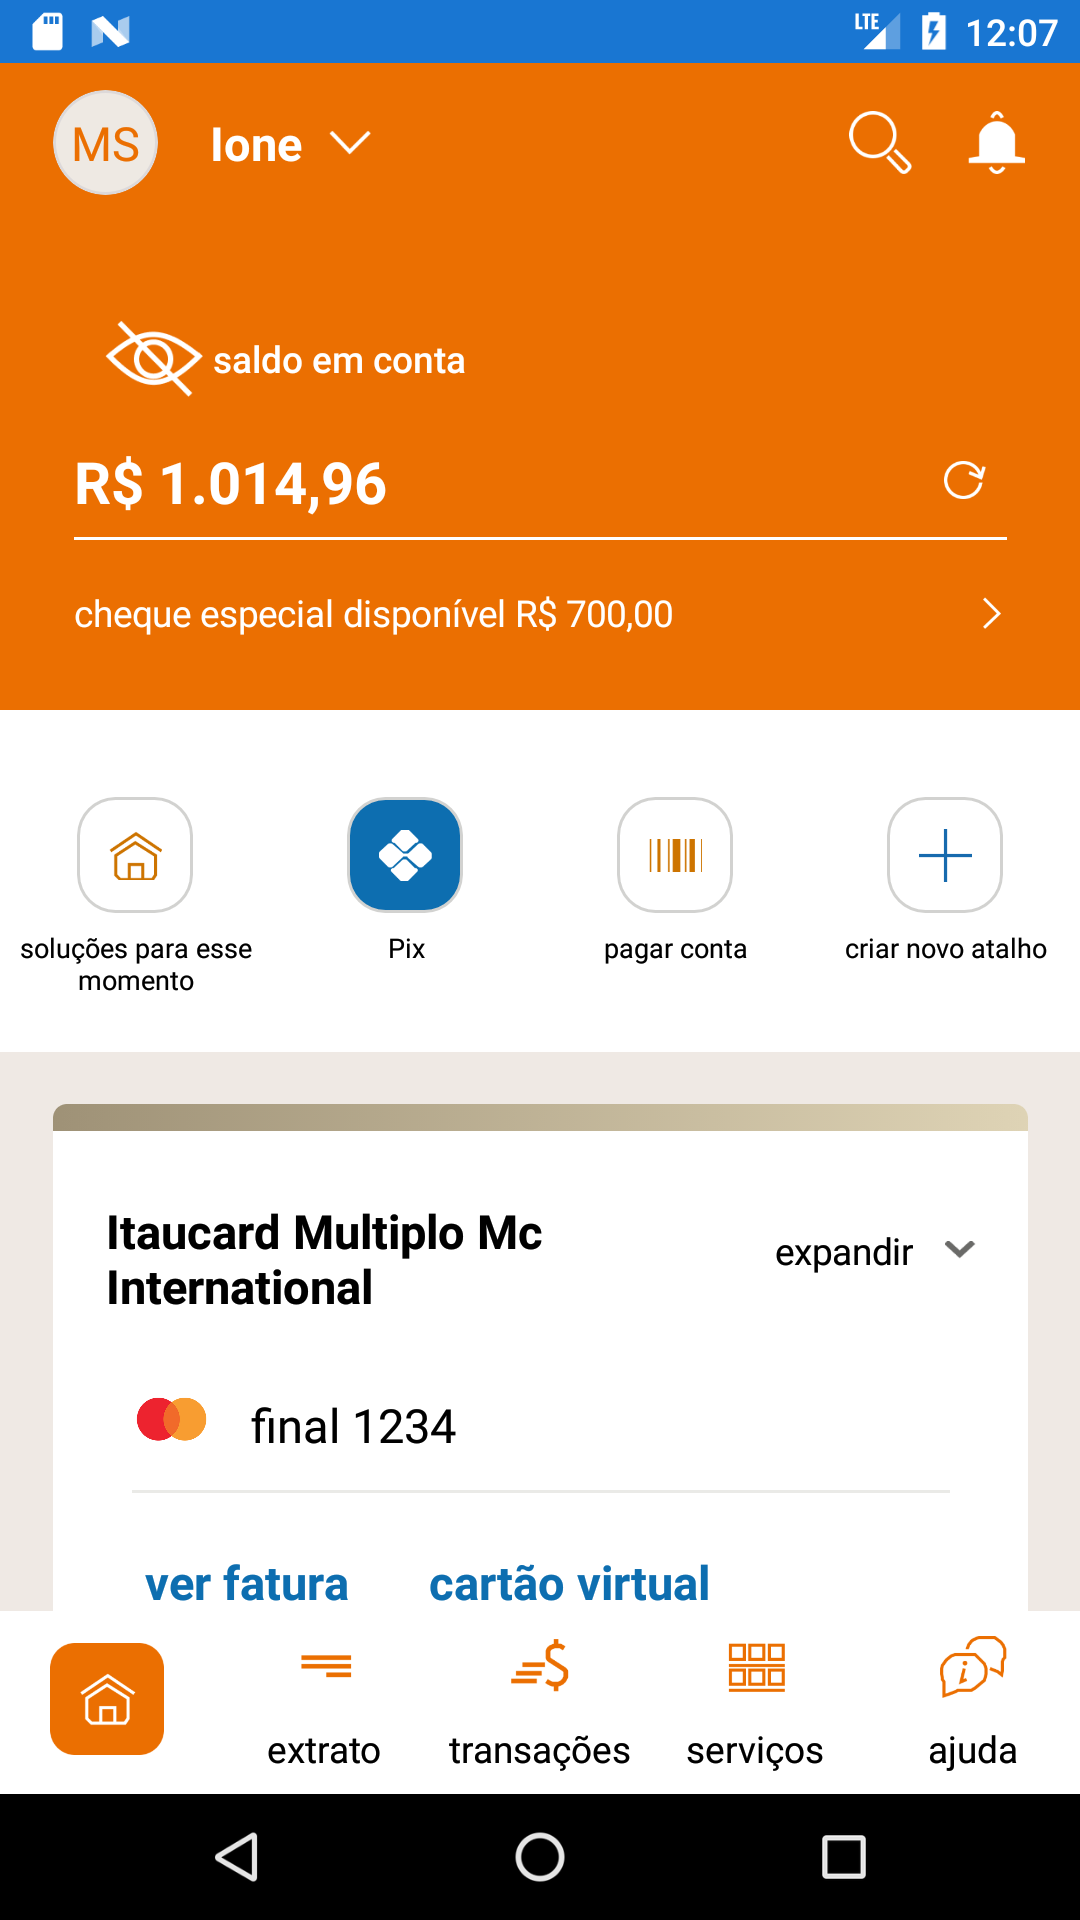 LTE 12:07
MS Ione
saldo em conta
R$ 1.014,96
cheque especial disponível R$ 700,00
soluções para esse
momento
Pix
pagar conta
criar novo atalho
Itaucard Multiplo Mc
International
expandir
final 1234
ver fatura cartão virtual
extrato transações serviços ajuda